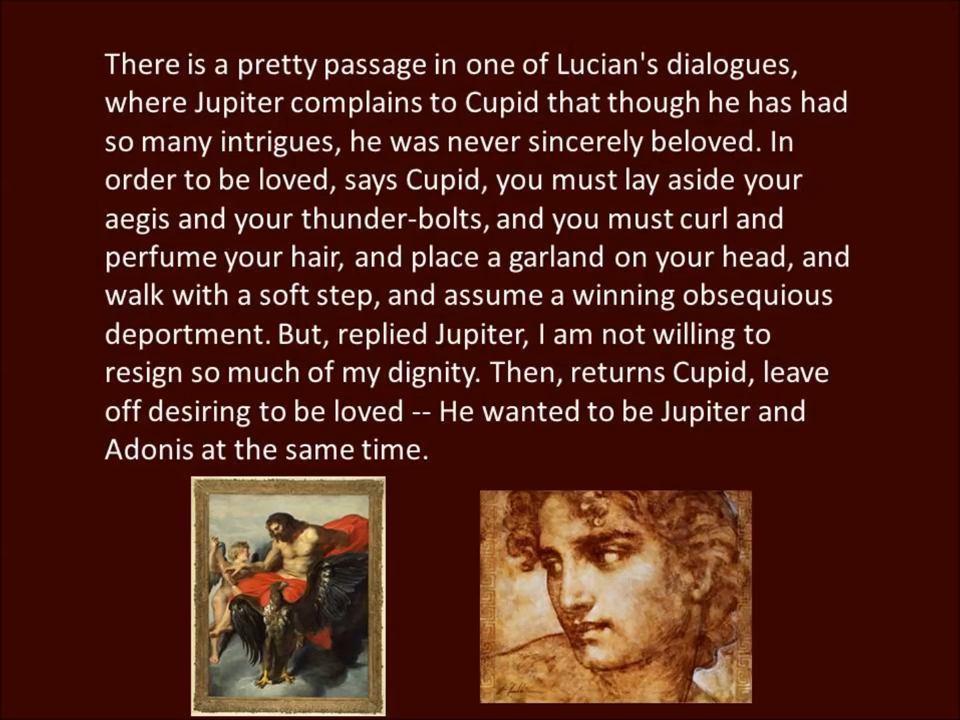 There is a pretty passage in one of Lucian's dialogues,
where Jupiter complains to Cupid that though he has had
so many intrigues, he was never sincerely beloved. In
order to be loved, says Cupid, you must lay aside your
aegis and your thunder-bolts, and you must curl and
perfume your hair, and place a garland on your head, and
walk with a soft step, and assume a winning obsequious
deportment. But, replied Jupiter, I am not willing to
resign so much of my dignity. Then, returns Cupid, leave
off desiring to be loved -- He wanted to be Jupiter and
Adonis at the same time.